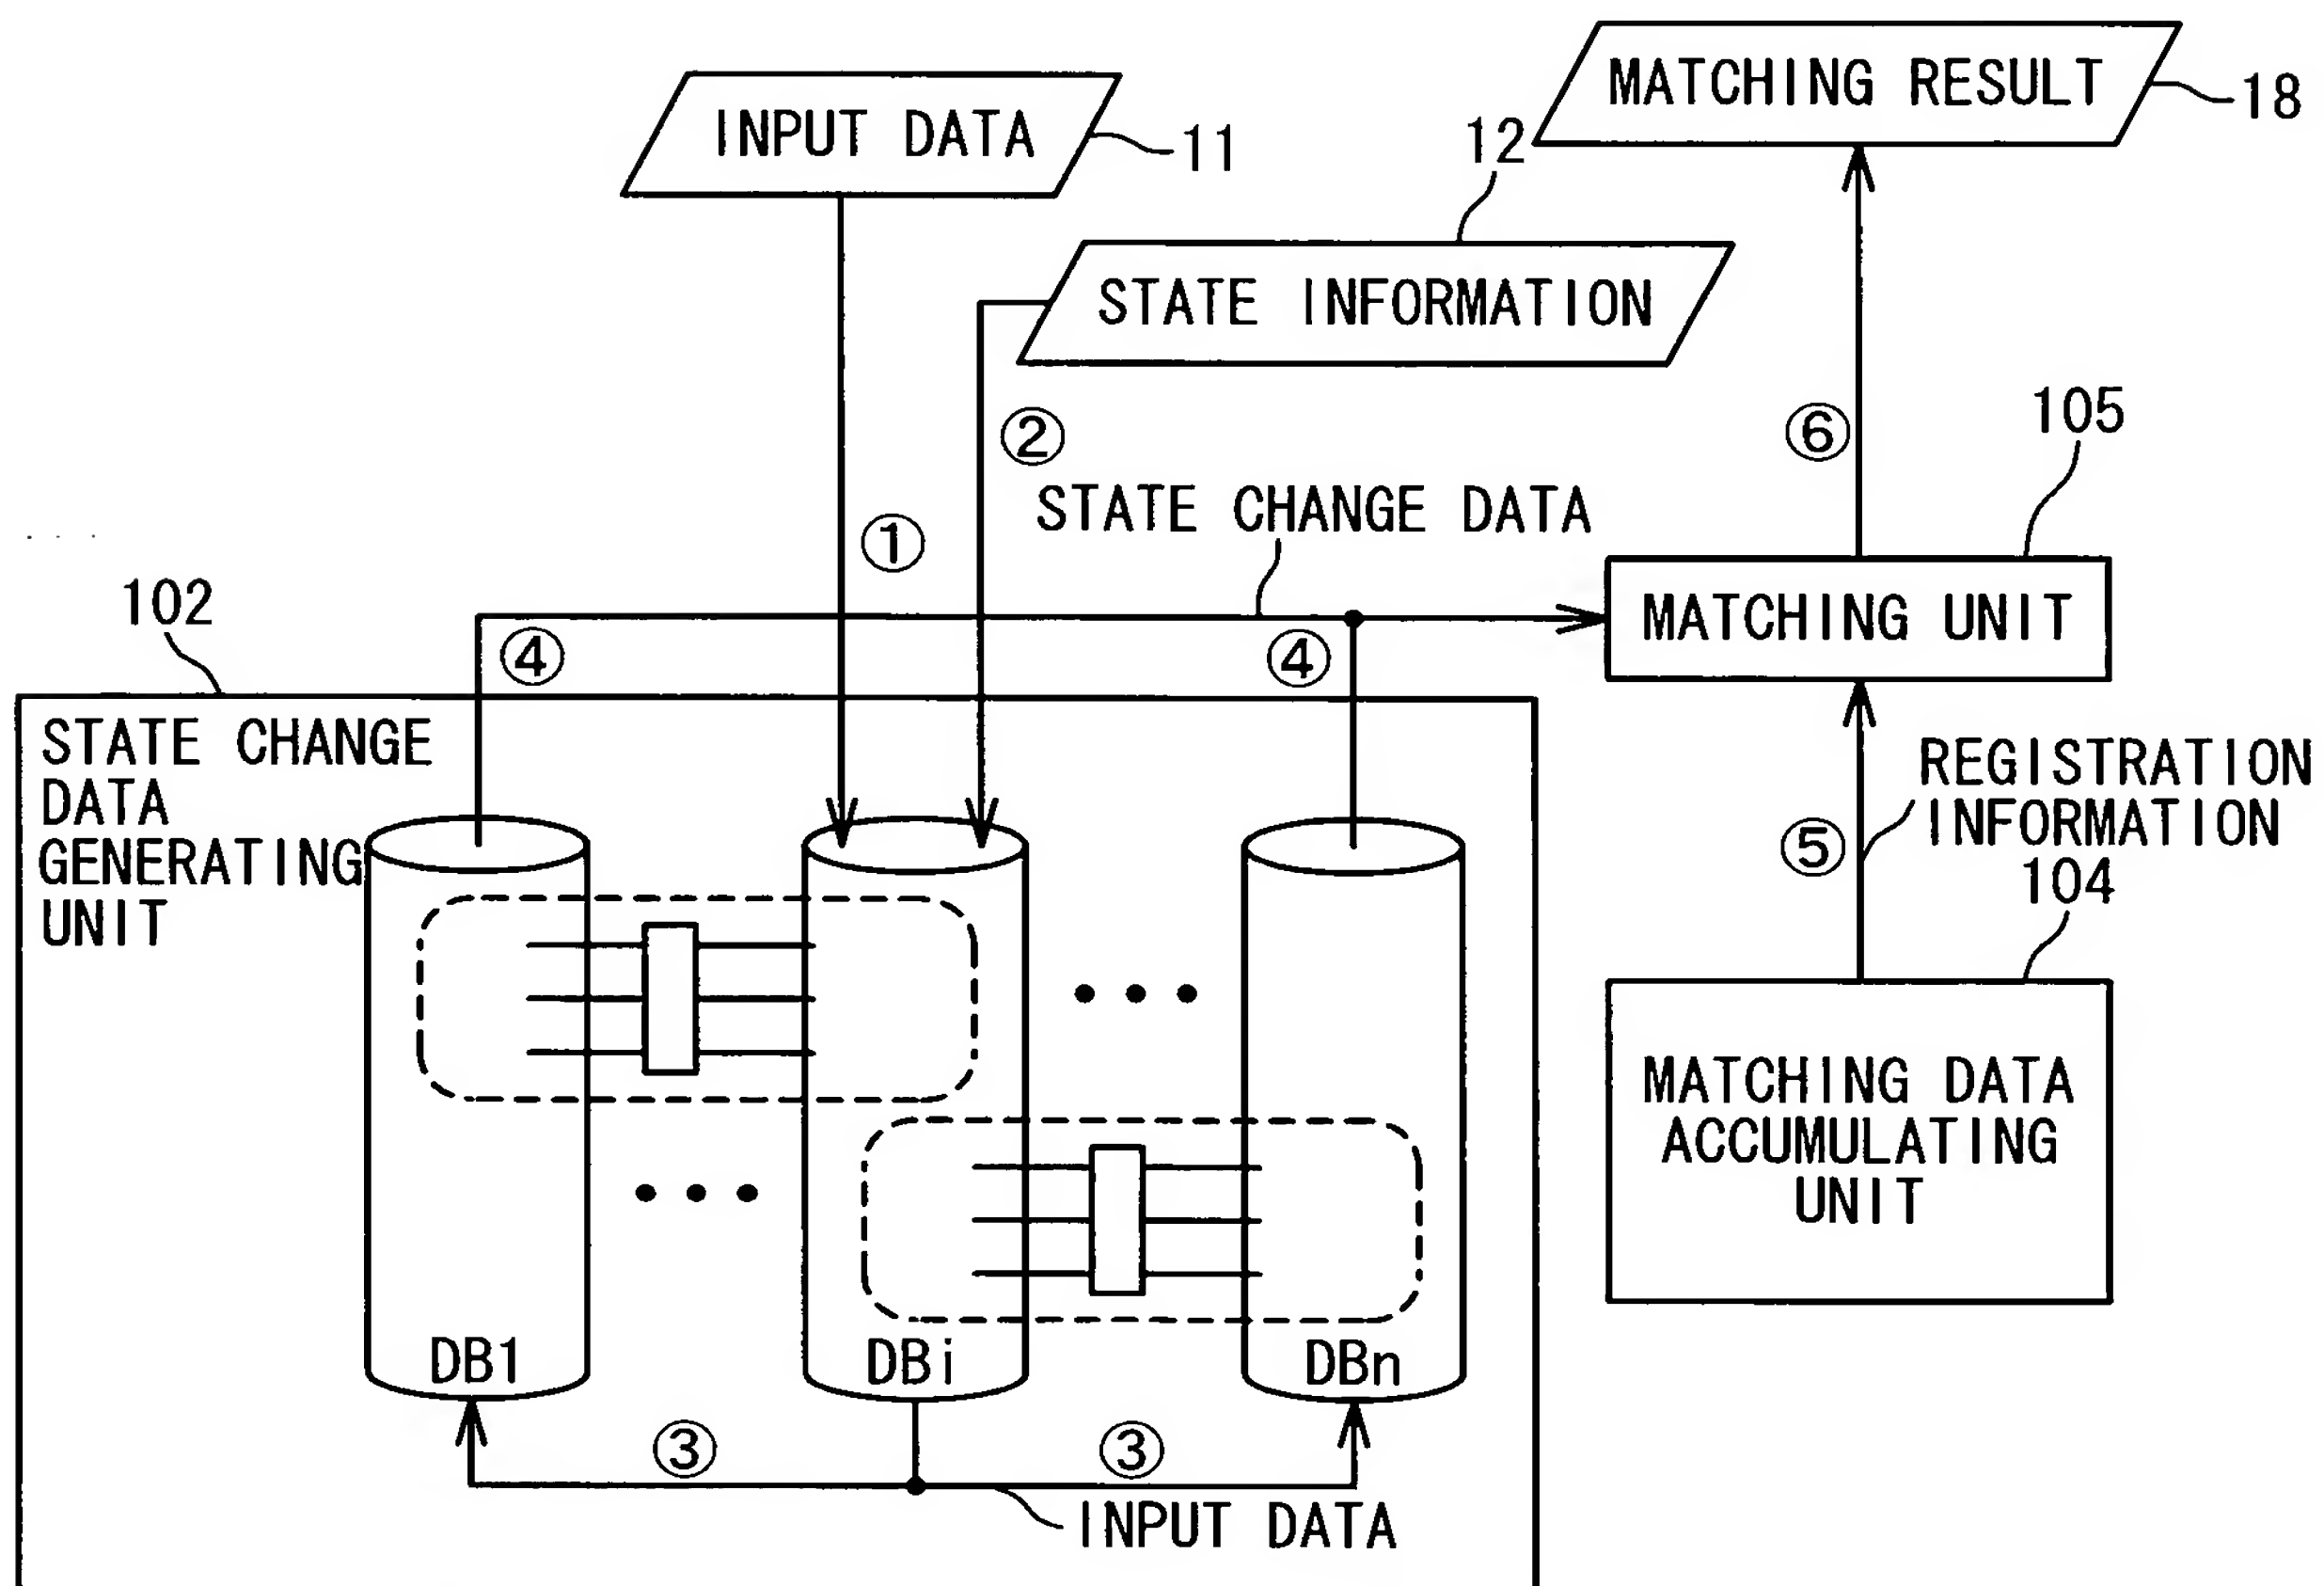 MATCHING RESULT
18
INPUT DATA
11
12
STATE INFORMATION
②
⑥
105
STATE CHANGE DATA
①
102
④
④
MATCHING UNIT
STATE CHANGE
DATA
GENERATING
UNIT
REGISTRATION
INFORMATION
⑤
104
MATCHING DATA
ACCUMULATING
UNIT
DB1
DBi
DBn
③
③
INPUT DATA